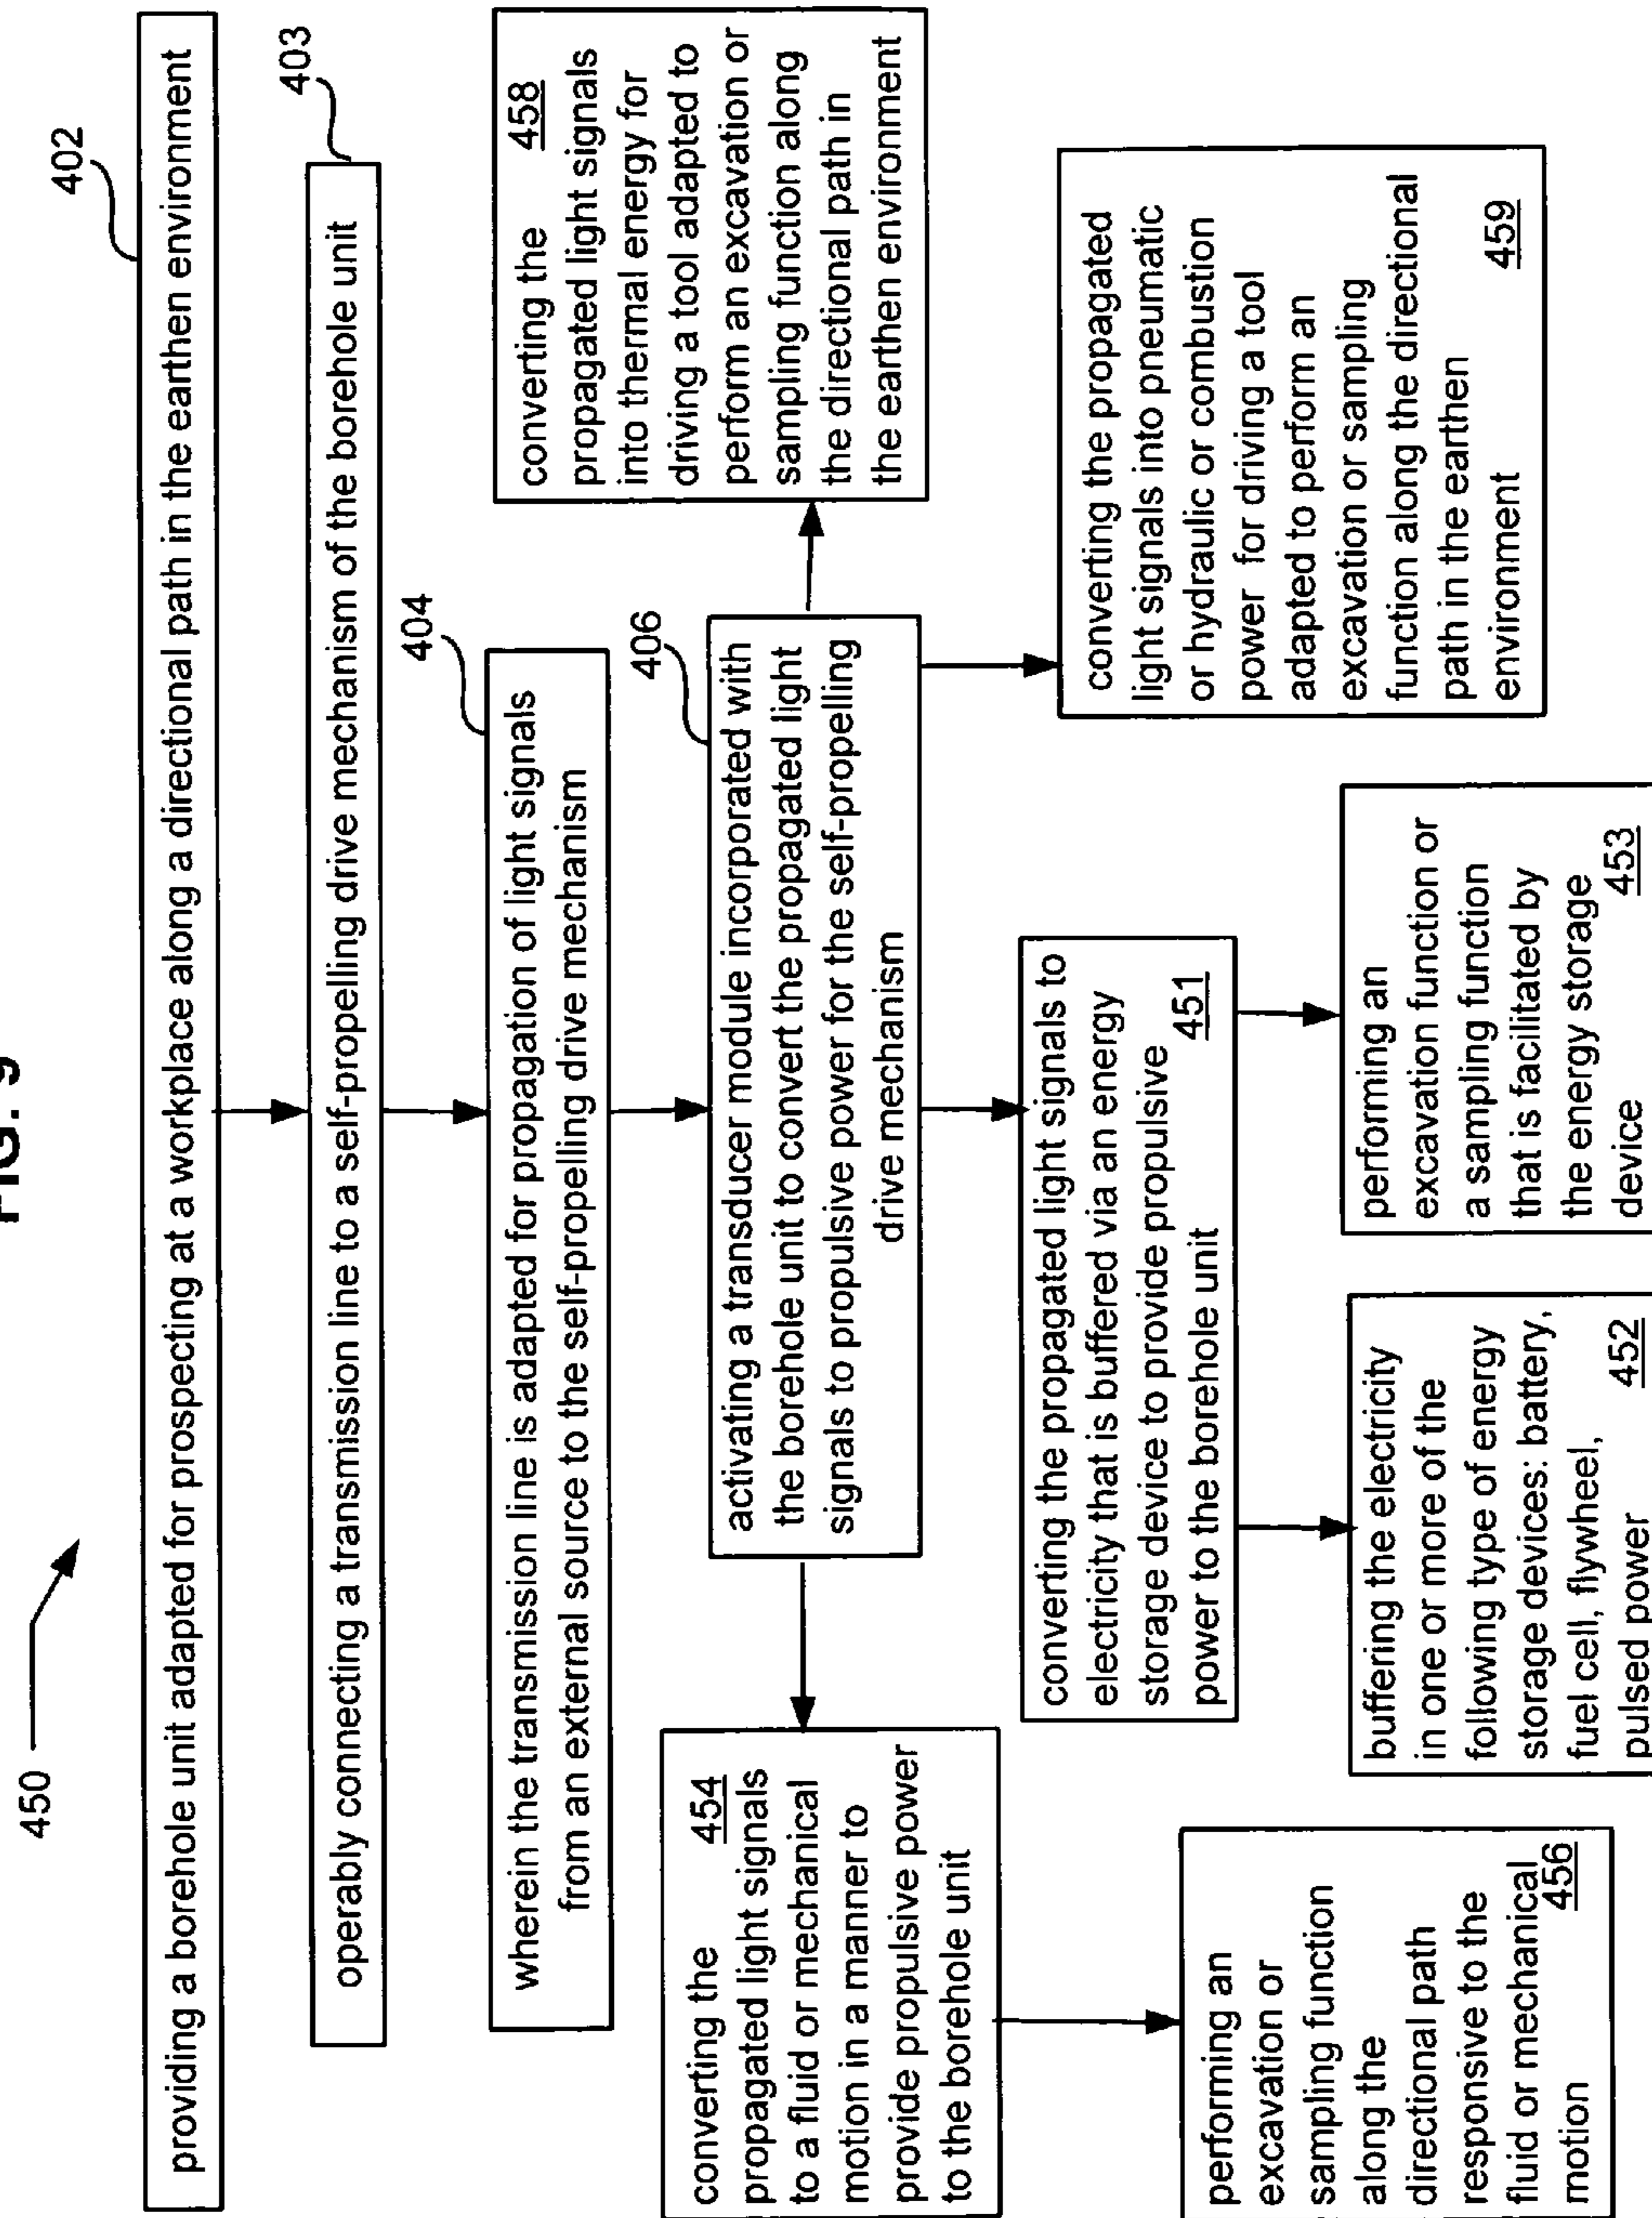 FIG. 9
450
402
providing a borehole unit adapted for prospecting at a workplace along a directional path in the earthen environment
403
operably connecting a transmission line to a self-propelling drive mechanism of the borehole unit
404
wherein the transmission line is adapted for propagation of light signals
from an external source to the self-propelling drive mechanism
406
activating a transducer module incorporated with
the borehole unit to convert the propagated light
signals to propulsive power for the self-propelling
drive mechanism
454
converting the
propagated light signals
to a fluid or mechanical
motion in a manner to
provide propulsive power
to the borehole unit
performing an
excavation or
sampling function
along the
directional path
responsive to the
fluid or mechanical
motion 456
converting the propagated light signals to
electricity that is buffered via an energy
storage device to provide propulsive
power to the borehole unit 451
buffering the electricity
in one or more of the
following type of energy
storage devices: battery,
fuel cell, flywheel,
pulsed power 452
performing an
excavation function or
a sampling function
that is facilitated by
the energy storage
device 453
converting the 458
propagated light signals
into thermal energy for
driving a tool adapted to
perform an excavation or
sampling function along
the directional path in
the earthen environment
converting the propagated
light signals into pneumatic
or hydraulic or combustion
power for driving a tool
adapted to perform an
excavation or sampling
function along the directional
path in the earthen
environment 459